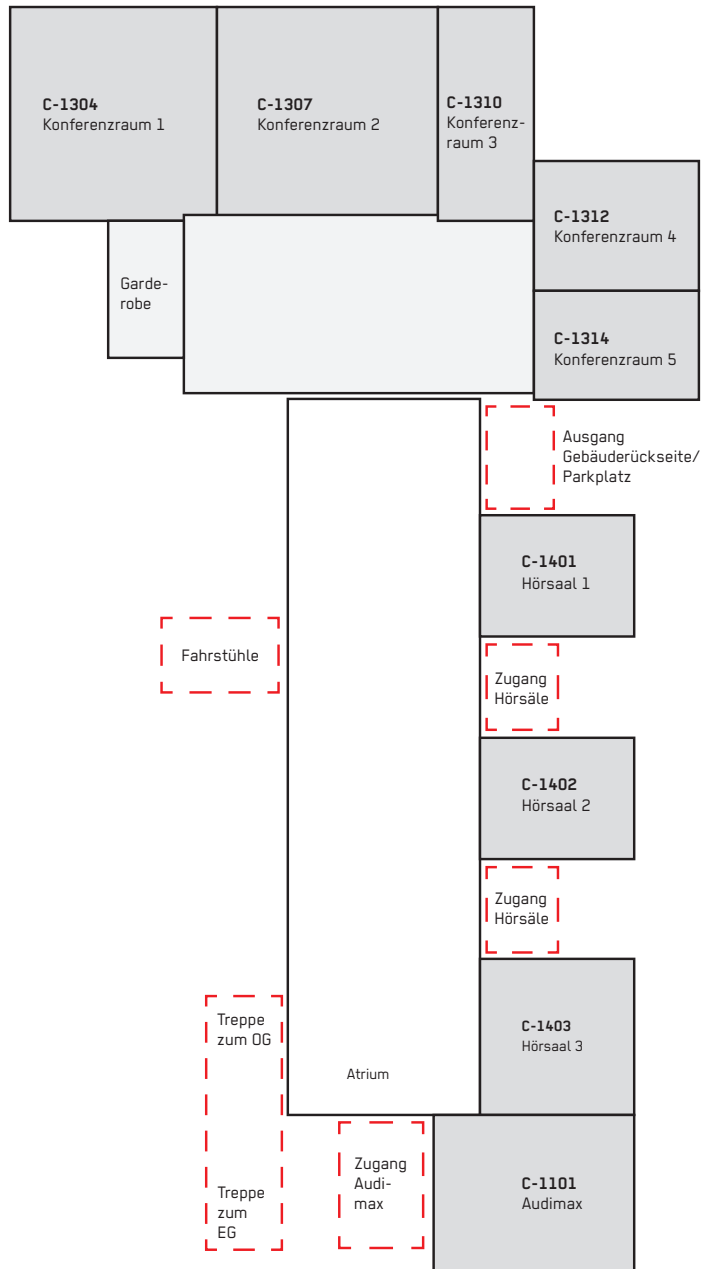 C-1304
Konferenzraum 1
C-1307
Konferenzraum 2
C-1310
Konferenz-
raum 3
C-1312
Konferenzraum 4
Garde-
robe
C-1314
Konferenzraum 5
Ausgang
Gebäuderückseite/
Parkplatz
C-1401
Hörsaal 1
Fahrstühle
Zugang
Hörsäle
C-1402
Hörsaal 2
Zugang
Hörsäle
Treppe
zum OG
C-1403
Hörsaal 3
Atrium
Zugang
Audi-
max
Treppe
zum
EG
C-1101
Audimax